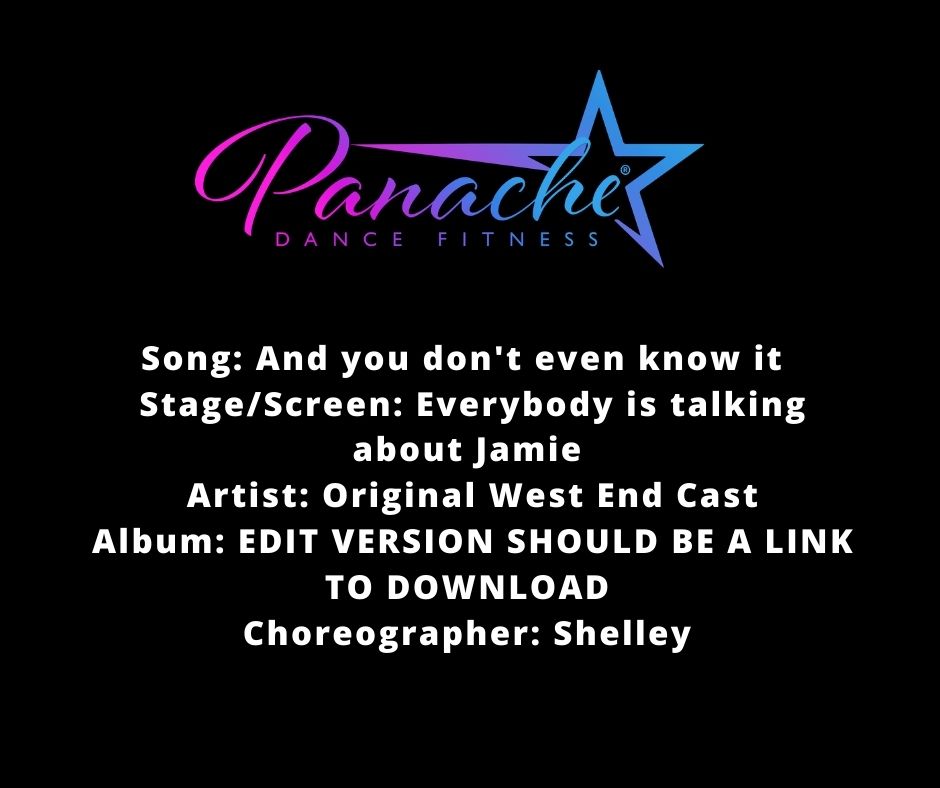 Panache®
DANCE FITNESS
Song: And you don't even know it
Stage/Screen: Everybody is talking
about Jamie
Artist: Original West End Cast
Album: EDIT VERSION SHOULD BE A LINK
TO DOWNLOAD
Choreographer: Shelley